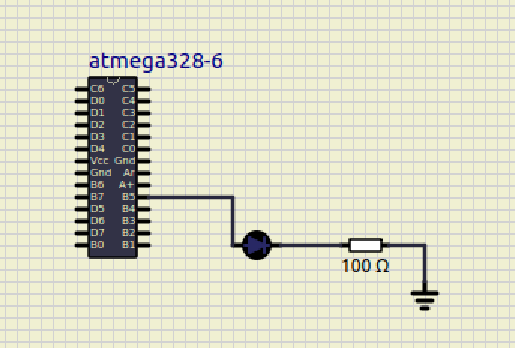 atmega328-6
C6 C5
D0 C4
D1 C3
D2 C2
D3 C1
D4 C0
Vcc Gnd
Gnd Ar
B6 A+
B7 B5
D5 B4
D6 B3
D7 B2
B0 B1
100 Ω